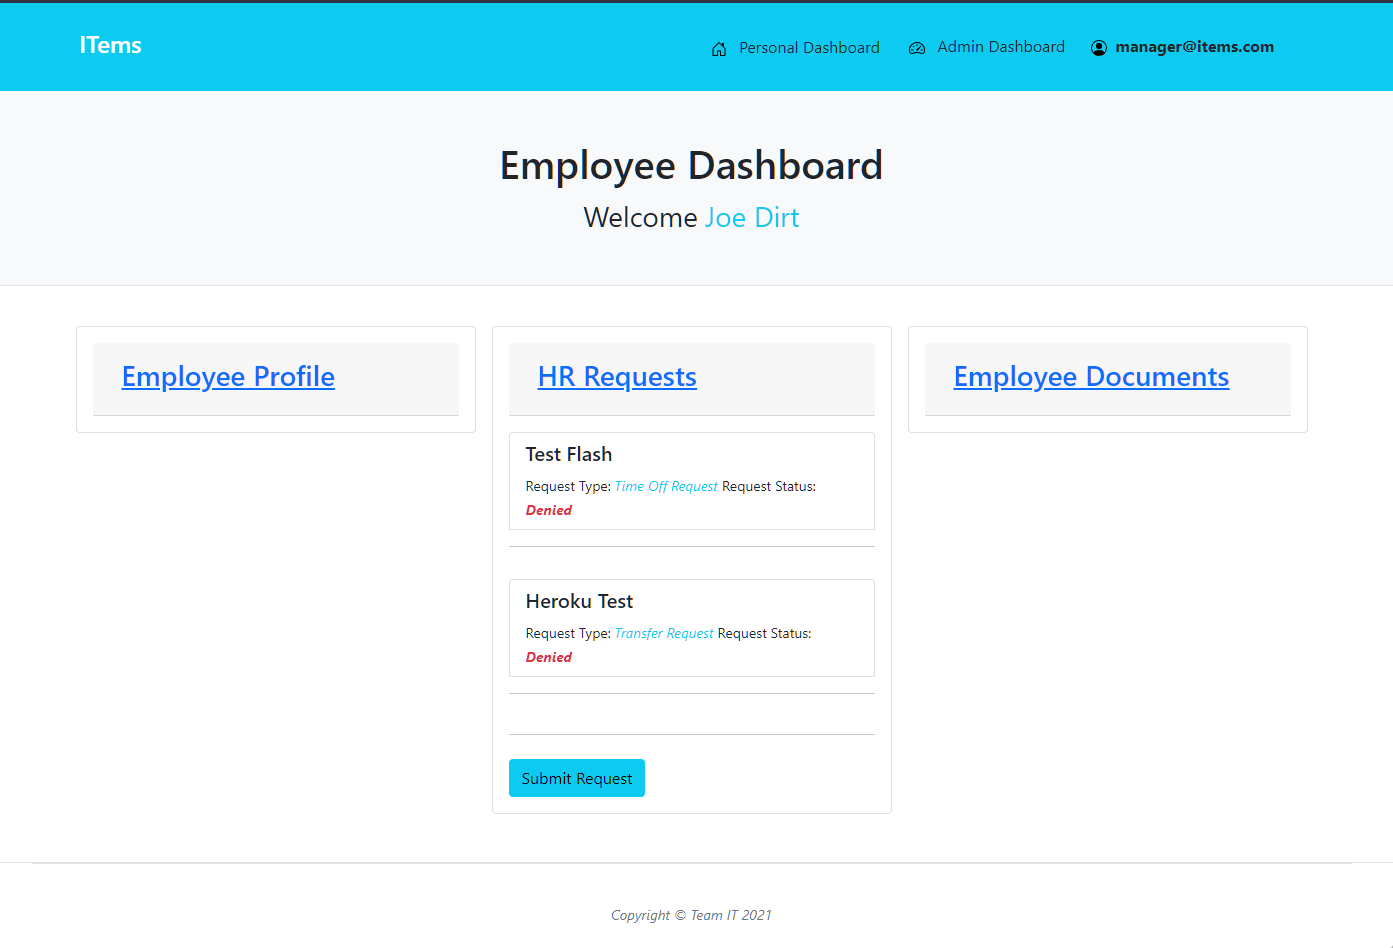 ITems
Personal Dashboard
Admin Dashboard
manager@items.com
Employee Dashboard
Welcome Joe Dirt
Employee Profile
HR Requests
Test Flash
Request Type: Time Off Request Request Status:
Denied
Heroku Test
Request Type: Transfer Request Request Status:
Denied
Submit Request
Employee Documents
Copyright © Team IT 2021